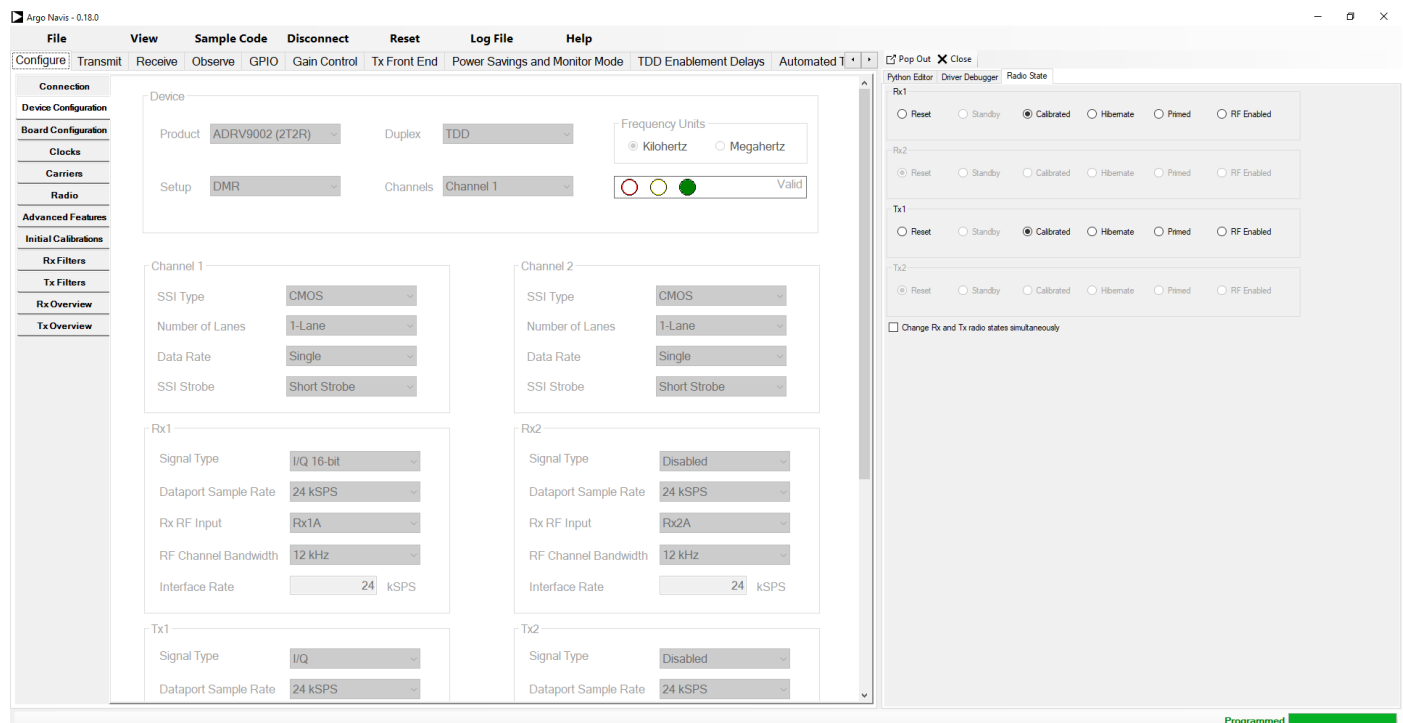 Argo Navis - 0.18.0
File View Sample Code Disconnect Reset Log File Help
Configure Transmit Receive Observe GPIO Gain Control Tx Front End Power Savings and Monitor Mode TDD Enablement Delays Automated T
Connection
Device Configuration
Board Configuration
Clocks
Carriers
Radio
Advanced Features
Initial Calibrations
Rx Filters
Tx Filters
Rx Overview
Tx Overview
Device
Product ADRV9002 (2T2R) Duplex TDD
Frequency Units
Kilohertz Megahertz
Setup DMR Channels Channel 1
Valid
Channel 1
SSI Type CMOS
Number of Lanes 1-Lane
Data Rate Single
SSI Strobe Short Strobe
Channel 2
SSI Type CMOS
Number of Lanes 1-Lane
Data Rate Single
SSI Strobe Short Strobe
Rx1
Signal Type I/Q 16-bit
Dataport Sample Rate 24 kSPS
Rx RF Input Rx1A
RF Channel Bandwidth 12 kHz
Interface Rate 24 kSPS
Rx2
Signal Type Disabled
Dataport Sample Rate 24 kSPS
Rx RF Input Rx2A
RF Channel Bandwidth 12 kHz
Interface Rate 24 kSPS
Tx1
Signal Type I/Q
Dataport Sample Rate 24 kSPS
Tx2
Signal Type Disabled
Dataport Sample Rate 24 kSPS
Pop Out Close
Python Editor Driver Debugger Radio State
Rx1
Reset Standby Calibrated Hibernate Primed RF Enabled
Rx2
Reset Standby Calibrated Hibernate Primed RF Enabled
Tx1
Reset Standby Calibrated Hibernate Primed RF Enabled
Tx2
Reset Standby Calibrated Hibernate Primed RF Enabled
Change Rx and Tx radio states simultaneously
Programmed